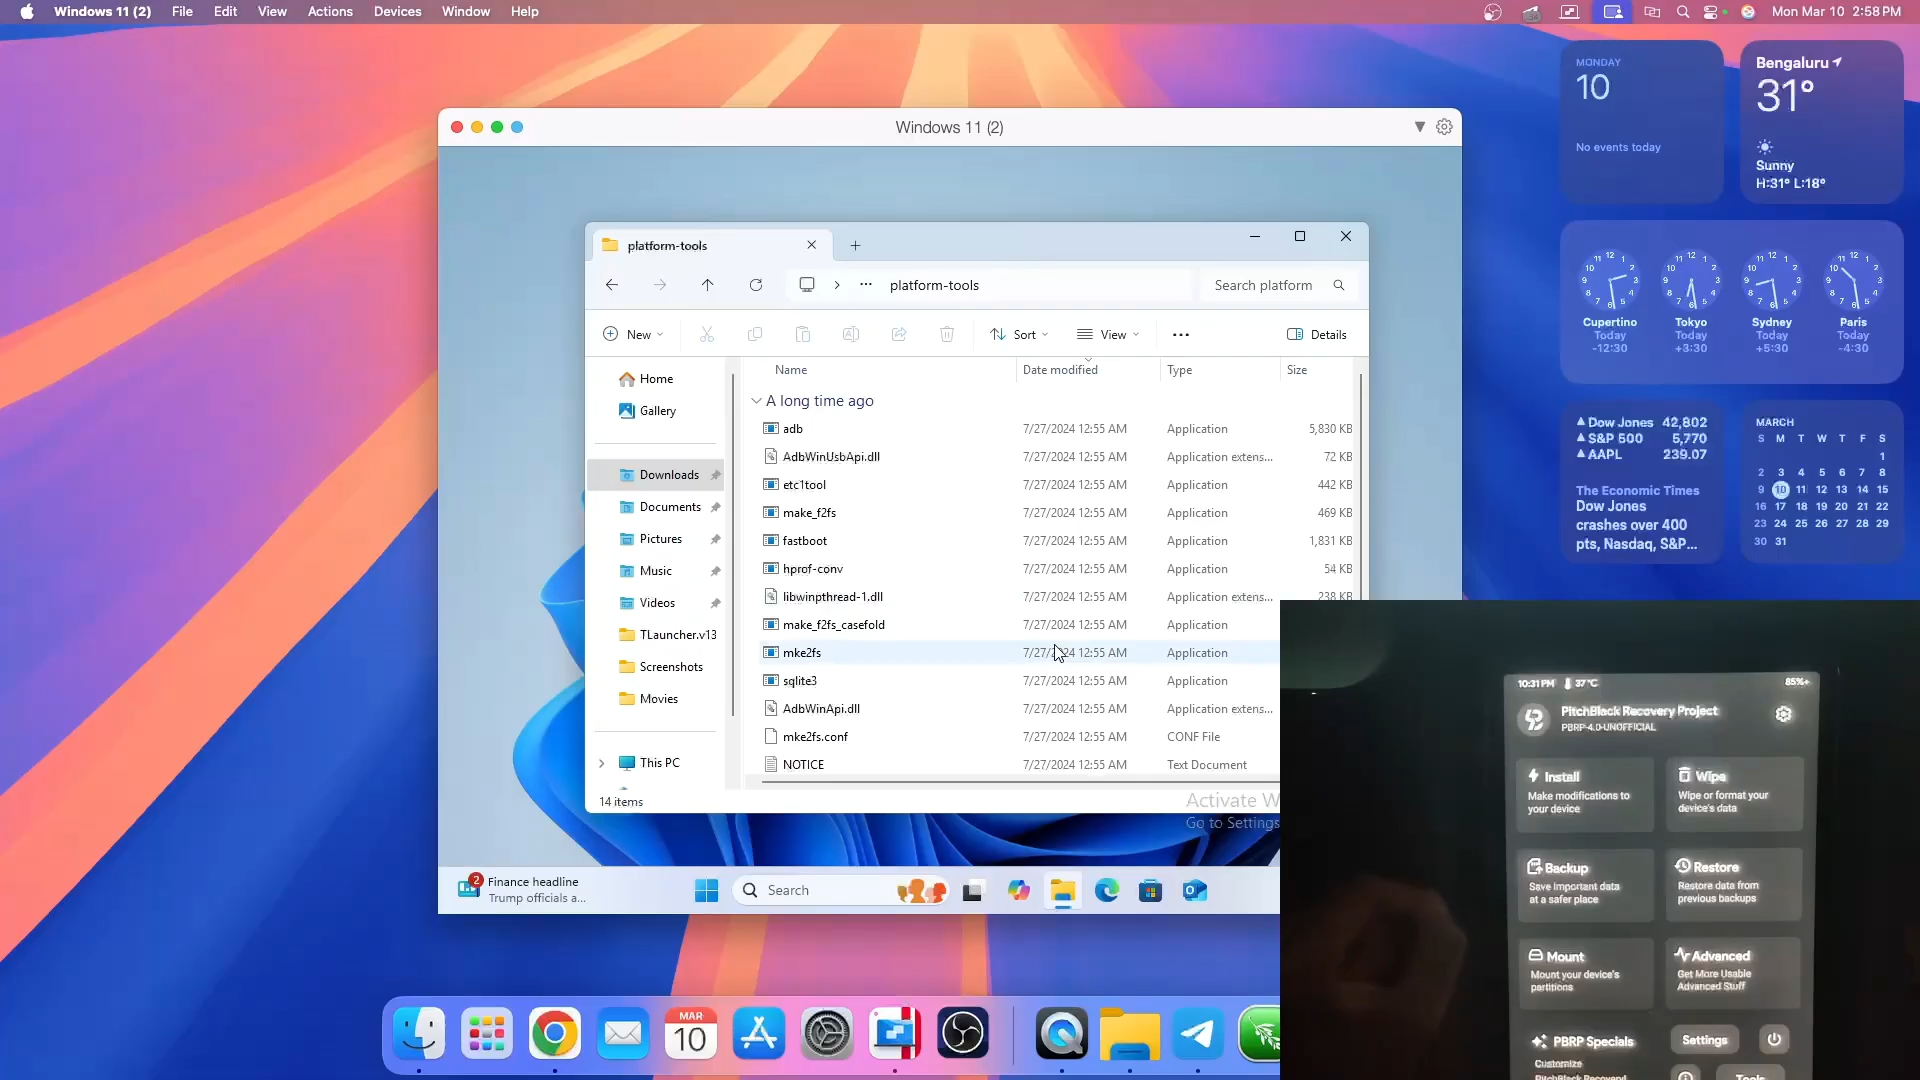 Windows 11 (2) File Edit View Actions Devices Window Help
Mon Mar 10 2:58 PM
MONDAY
10
No events today
Bengaluru
31°
Sunny
H:31° L:18°
Cupertino
Today
-12:30
Tokyo
Today
+3:30
Sydney
Today
+5:30
Paris
Today
-4:30
Dow Jones 42,802
S&P 500 5,770
AAPL 239.07
The Economic Times
Dow Jones
crashes over 400
pts, Nasdaq, S&P...
MARCH
S M T W T F S
1
2 3 4 5 6 7 8
9 10 11 12 13 14 15
16 17 18 19 20 21 22
23 24 25 26 27 28 29
30 31
Windows 11 (2)
platform-tools
platform-tools
Search platform
New
Sort
View
Details
Home
Gallery
Downloads
Documents
Pictures
Music
Videos
TLauncher.v13
Screenshots
Movies
This PC
Name Date modified Type Size
A long time ago
adb 7/27/2024 12:55 AM Application 5,830 KB
AdbWinUsbApi.dll 7/27/2024 12:55 AM Application extens... 72 KB
etc1tool 7/27/2024 12:55 AM Application 442 KB
make_f2fs 7/27/2024 12:55 AM Application 469 KB
fastboot 7/27/2024 12:55 AM Application 1,831 KB
hprof-conv 7/27/2024 12:55 AM Application 54 KB
libwinpthread-1.dll 7/27/2024 12:55 AM Application extens... 238 KB
make_f2fs_casefold 7/27/2024 12:55 AM Application
mke2fs 7/27/2024 12:55 AM Application
sqlite3 7/27/2024 12:55 AM Application
AdbWinApi.dll 7/27/2024 12:55 AM Application extens...
mke2fs.conf 7/27/2024 12:55 AM CONF File
NOTICE 7/27/2024 12:55 AM Text Document
14 items
Activate W
Go to Settings
2
Finance headline
Trump officials a...
Search
MAR
10
10:31 PM 37°C 85%+
PitchBlack Recovery Project
PBRP-4.0-UNOFFICIAL
Install
Make modifications to
your device
Wipe
Wipe or format your
device's data
Backup
Save important data
at a safer place
Restore
Restore data from
previous backups
Mount
Mount your device's
partitions
Advanced
Get More Usable
Advanced Stuff
PBRP Specials
Customize
Settings
Tools